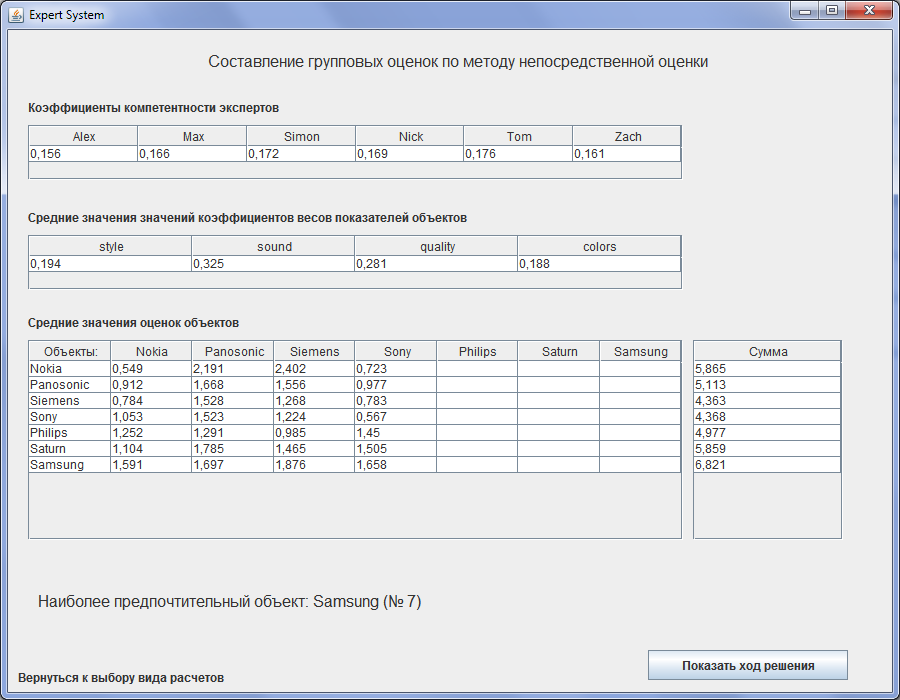 Expert System
Составление групповых оценок по методу непосредственной оценки
Коэффициенты компетентности экспертов
Alex Max Simon Nick Tom Zach
0,156 0,166 0,172 0,169 0,176 0,161
Средние значения значений коэффициентов весов показателей объектов
style sound quality colors
0,194 0,325 0,281 0,188
Средние значения оценок объектов
Объекты: Nokia Panosonic Siemens Sony Philips Saturn Samsung Сумма
Nokia 0,549 2,191 2,402 0,723 5,865
Panosonic 0,912 1,668 1,556 0,977 5,113
Siemens 0,784 1,528 1,268 0,783 4,363
Sony 1,053 1,523 1,224 0,567 4,368
Philips 1,252 1,291 0,985 1,45 4,977
Saturn 1,104 1,785 1,465 1,505 5,859
Samsung 1,591 1,697 1,876 1,658 6,821
Наиболее предпочтительный объект: Samsung (№ 7)
Показать ход решения
Вернуться к выбору вида расчетов